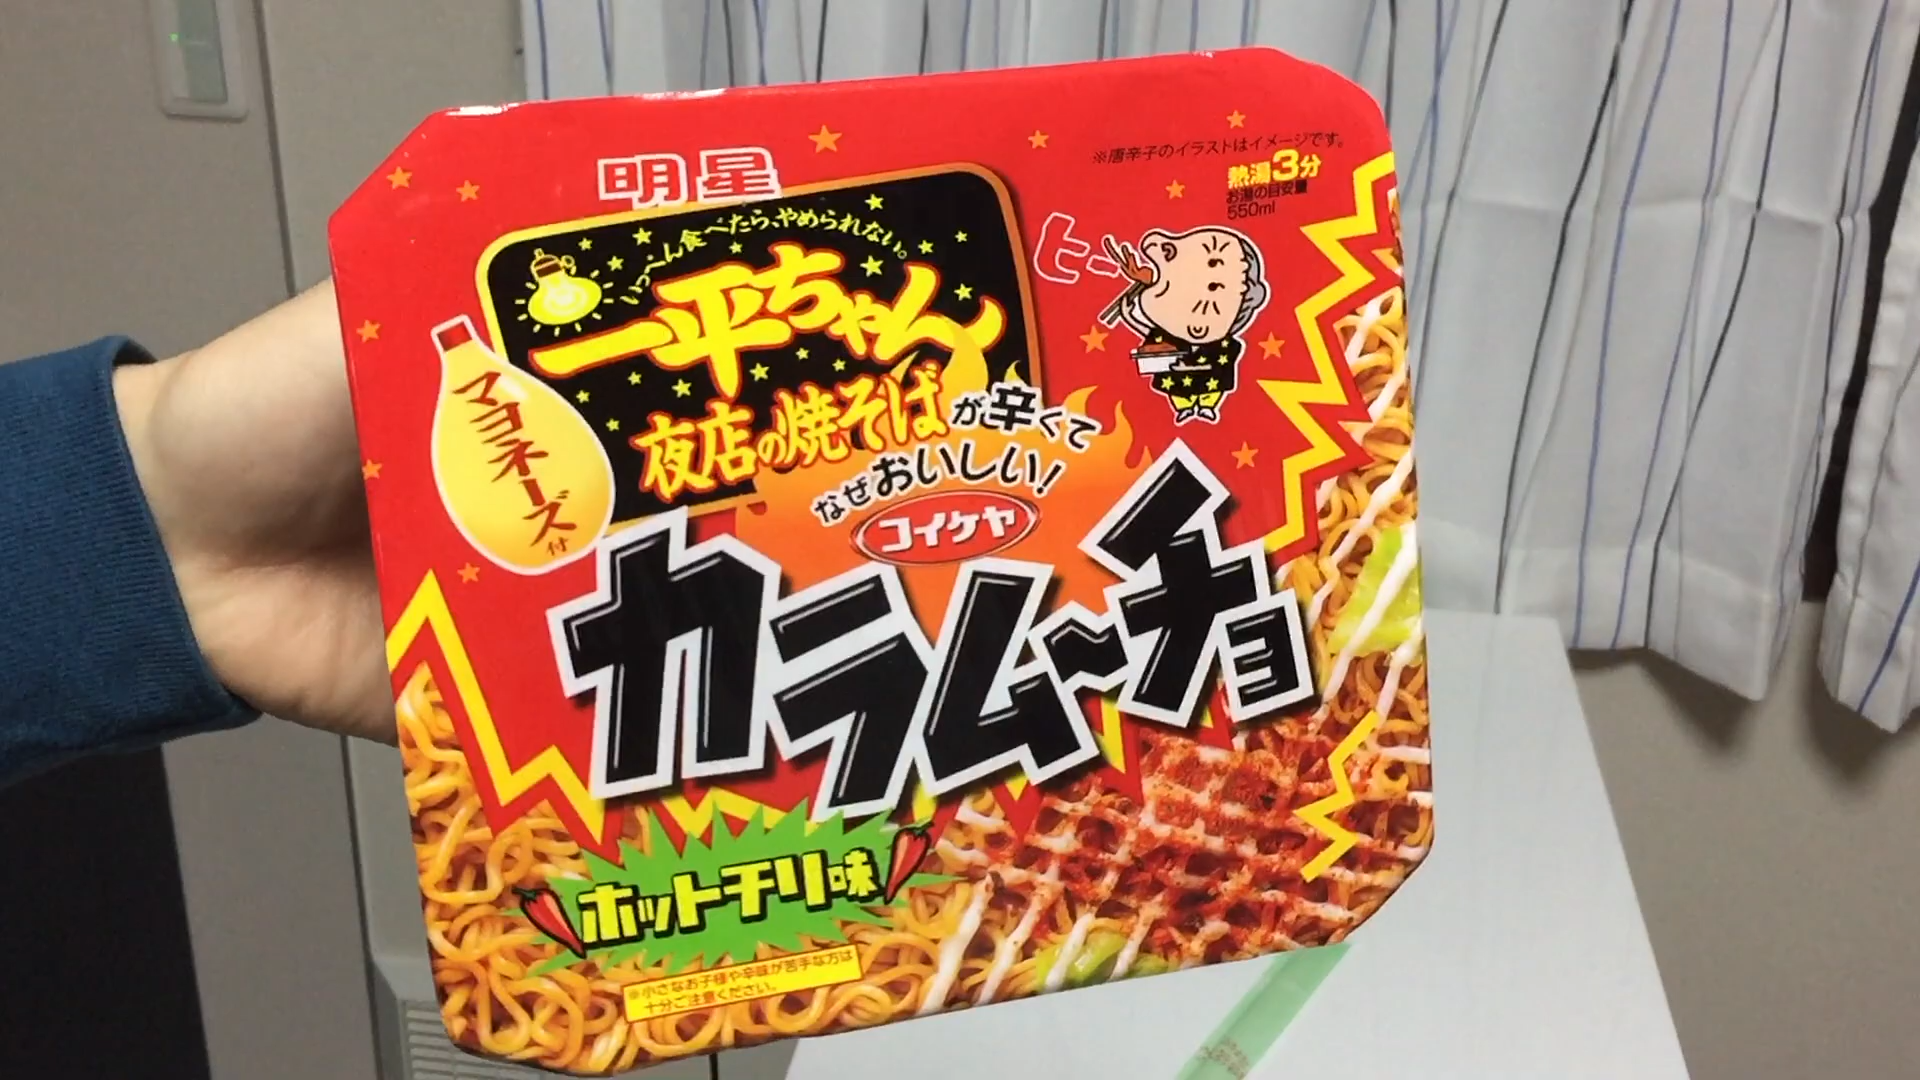 明星
※唐辛子のイラストはイメージです。
熱湯3分
お湯の目安量
550ml
いっぺん食べたら、やめられない。
一平ちゃん
夜店の焼そば
ヒー
マヨネーズ付
が辛くて
なぜおいしい!
コイケヤ
カラムーチョ
ホットチリ味
※小さなお子様や辛味が苦手な方は
十分ご注意ください。